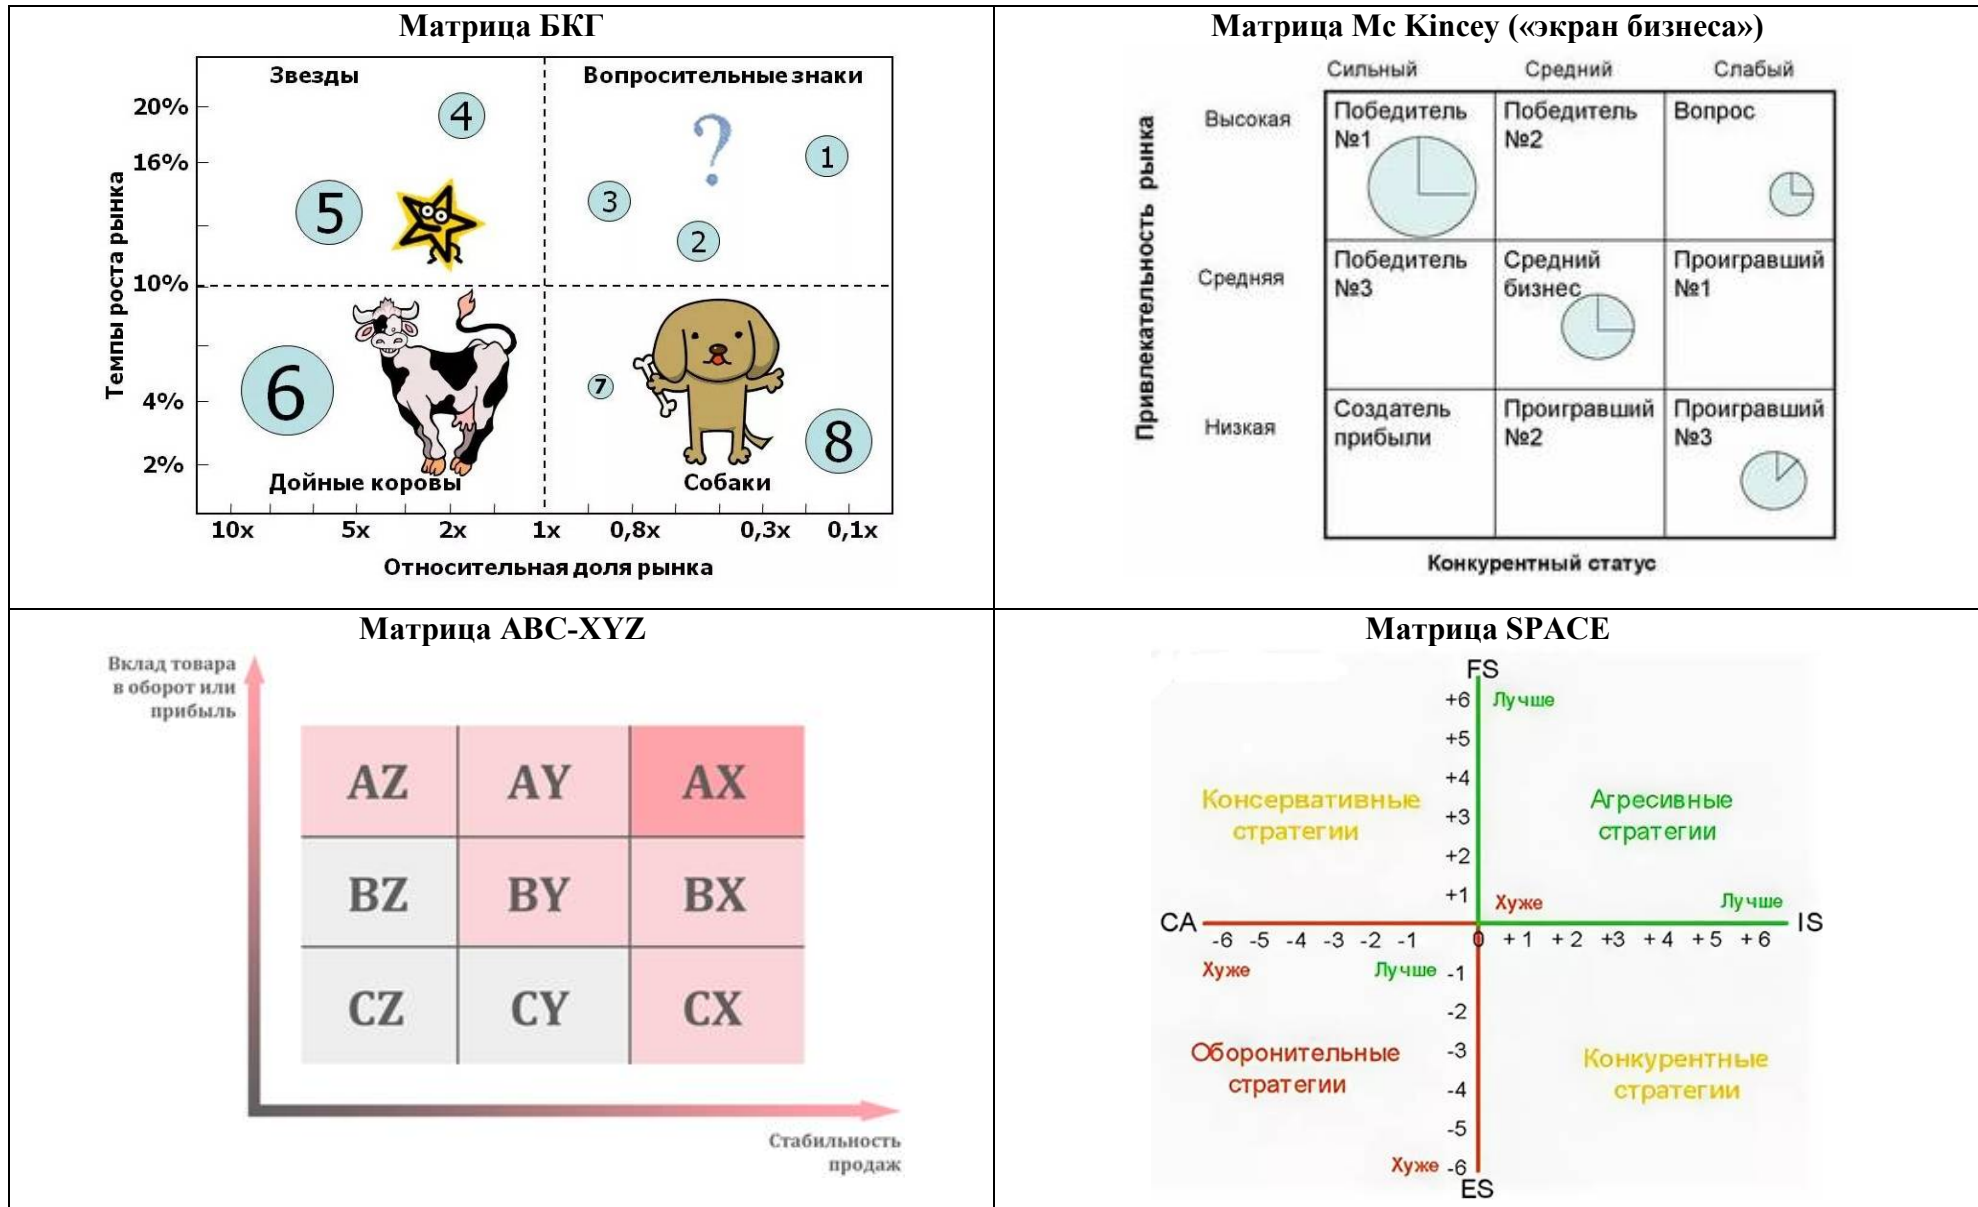 Матрица БКГ
Звезды
Вопросительные знаки
20%
16%
10%
4%
2%
Темпы роста рынка
4
?
1
5
3
2
6
7
8
Дойные коровы
Собаки
10x
5x
2x
1x
0,8x
0,3x
0,1x
Относительная доля рынка
Матрица Mc Kincey («экран бизнеса»)
Сильный
Средний
Слабый
Привлекательность рынка
Высокая
Победитель
№1
Победитель
№2
Вопрос
Средняя
Победитель
№3
Средний
бизнес
Проигравший
№1
Низкая
Создатель
прибыли
Проигравший
№2
Проигравший
№3
Конкурентный статус
Матрица ABC-XYZ
Вклад товара
в оборот или
прибыль
AZ
AY
AX
BZ
BY
BX
CZ
CY
CX
Стабильность
продаж
Матрица SPACE
FS
+6
Лучше
+5
+4
Консервативные
стратегии
Агресивные
стратегии
+3
+2
+1
Хуже
Лучше
CA
IS
-6 -5 -4 -3 -2 -1 0 +1 +2 +3 +4 +5 +6
Хуже
Лучше
-1
-2
-3
Оборонительные
стратегии
Конкурентные
стратегии
-4
-5
Хуже
-6
ES